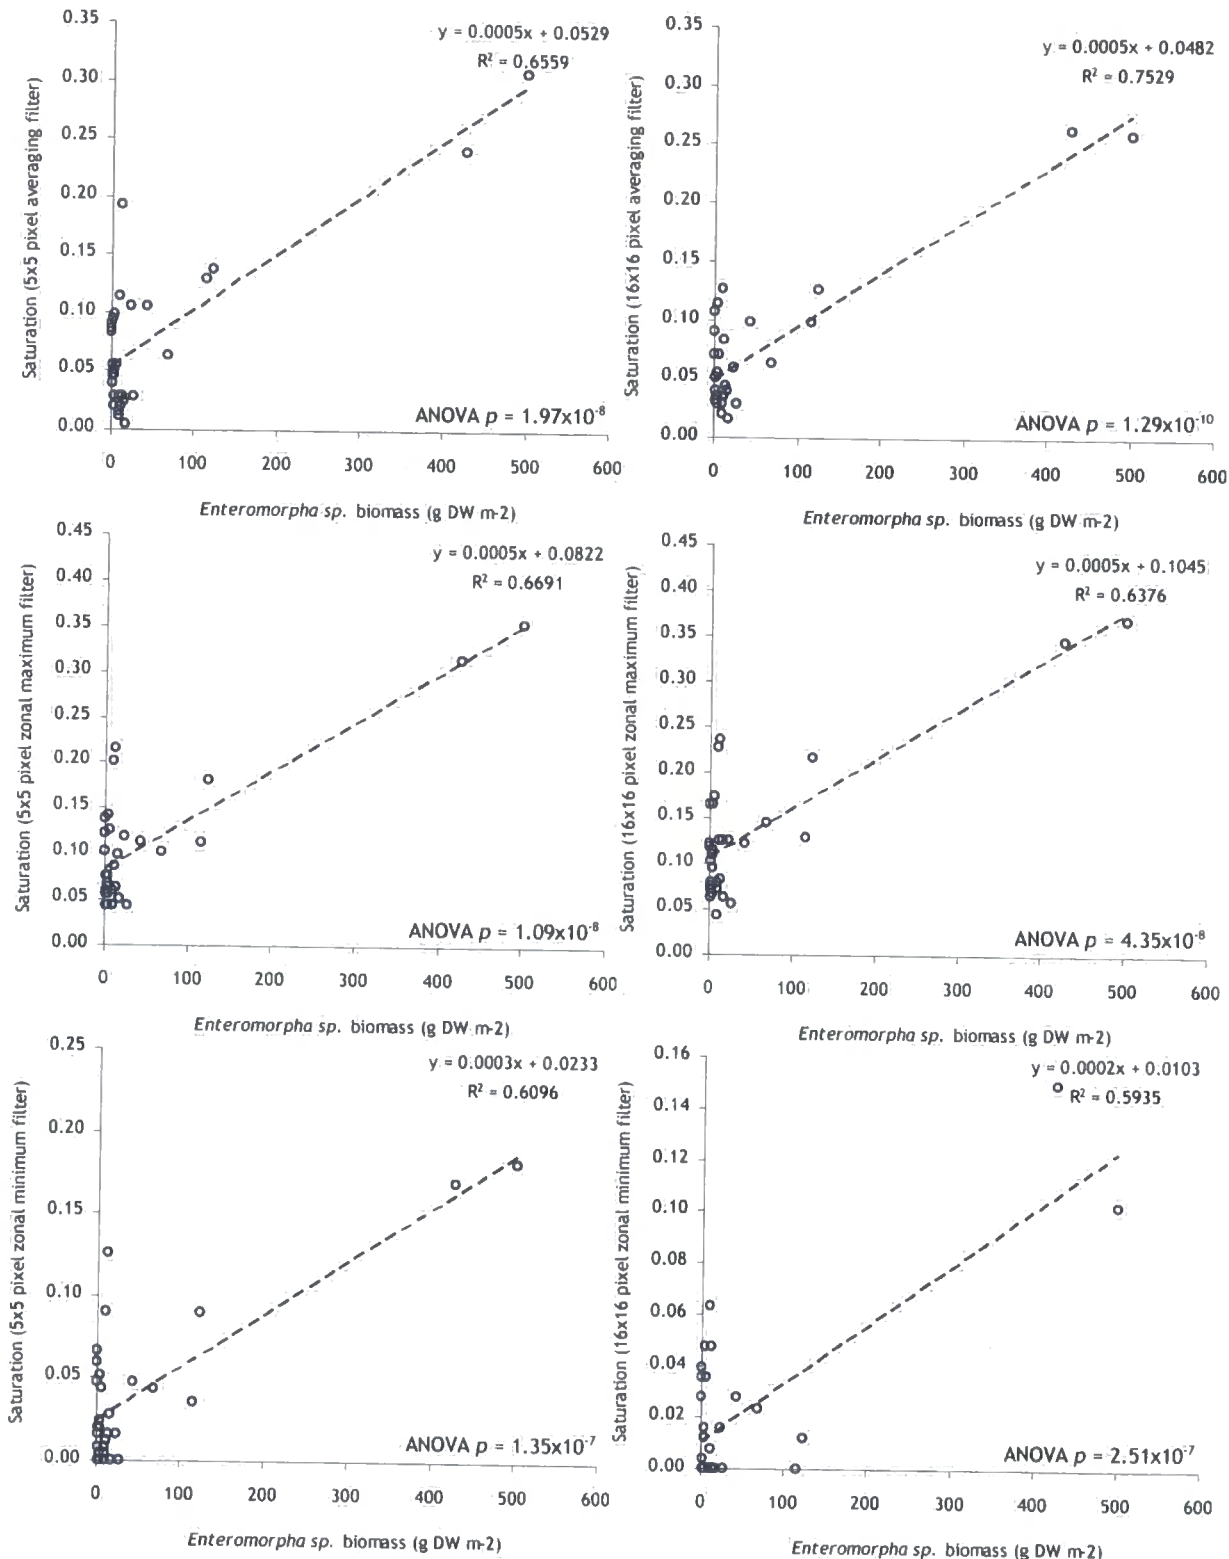 0.35
0.30
0.25
0.20
0.15
0.10
0.05
0.00
Saturation (5x5 pixel averaging filter)
y = 0.0005x + 0.0529
R² = 0.6559
ANOVA p = 1.97x10⁻⁸
0 100 200 300 400 500 600
Enteromorpha sp. biomass (g DW m-2)
0.35
0.30
0.25
0.20
0.15
0.10
0.05
0.00
Saturation (16x16 pixel averaging filter)
y = 0.0005x + 0.0482
R² = 0.7529
ANOVA p = 1.29x10⁻¹⁰
0 100 200 300 400 500 600
Enteromorpha sp. biomass (g DW m-2)
0.45
0.40
0.35
0.30
0.25
0.20
0.15
0.10
0.05
0.00
Saturation (5x5 pixel zonal maximum filter)
y = 0.0005x + 0.0822
R² = 0.6691
ANOVA p = 1.09x10⁻⁸
0 100 200 300 400 500 600
Enteromorpha sp. biomass (g DW m-2)
0.45
0.40
0.35
0.30
0.25
0.20
0.15
0.10
0.05
0.00
Saturation (16x16 pixel zonal maximum filter)
y = 0.0005x + 0.1045
R² = 0.6376
ANOVA p = 4.35x10⁻⁸
0 100 200 300 400 500 600
Enteromorpha sp. biomass (g DW m-2)
0.25
0.20
0.15
0.10
0.05
0.00
Saturation (5x5 pixel zonal minimum filter)
y = 0.0003x + 0.0233
R² = 0.6096
ANOVA p = 1.35x10⁻⁷
0 100 200 300 400 500 600
Enteromorpha sp. biomass (g DW m-2)
0.16
0.14
0.12
0.10
0.08
0.06
0.04
0.02
0.00
Saturation (16x16 pixel zonal minimum filter)
y = 0.0002x + 0.0103
R² = 0.5935
ANOVA p = 2.51x10⁻⁷
0 100 200 300 400 500 600
Enteromorpha sp. biomass (g DW m-2)